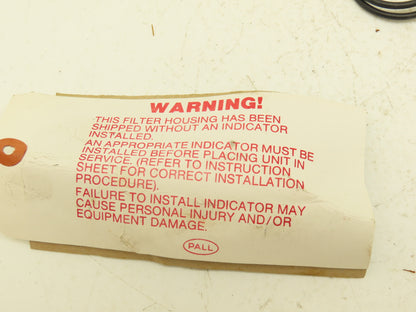 WARNING!
THIS FILTER HOUSING HAS BEEN
SHIPPED WITHOUT AN INDICATOR
INSTALLED.
AN APPROPRIATE INDICATOR MUST BE
INSTALLED BEFORE PLACING UNIT IN
SERVICE. (REFER TO INSTRUCTION
SHEET FOR CORRECT INSTALLATION
PROCEDURE).
FAILURE TO INSTALL INDICATOR MAY
CAUSE PERSONAL INJURY AND/OR
EQUIPMENT DAMAGE.
PALL